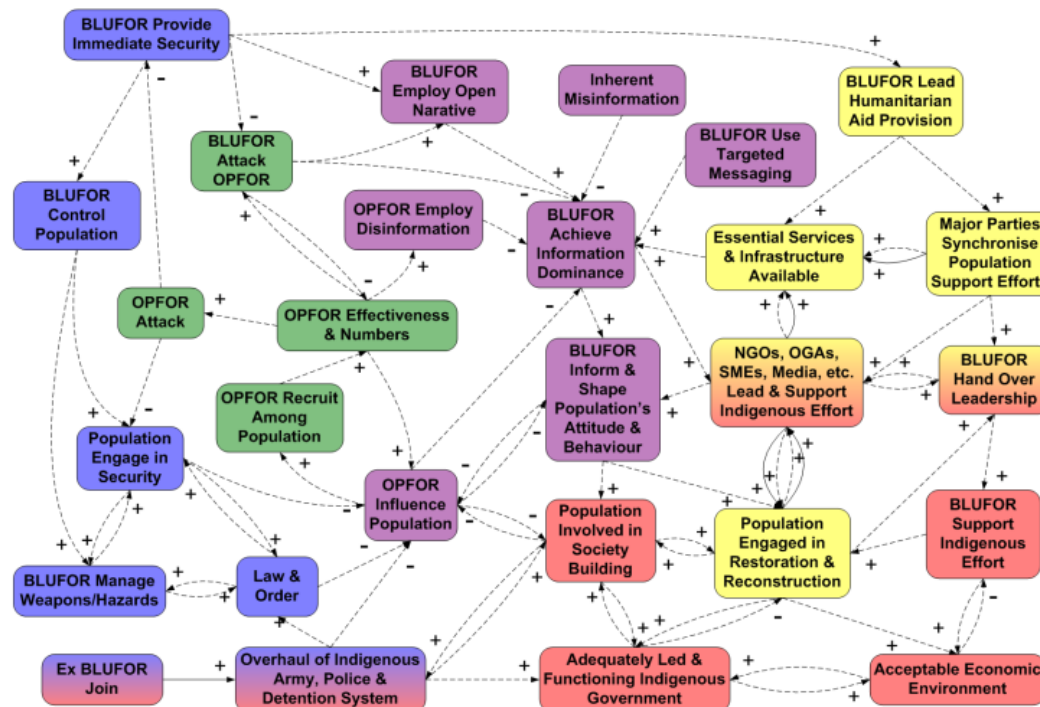 BLUFOR Provide
Immediate Security
BLUFOR
Employ Open
Narative
Inherent
Misinformation
BLUFOR Lead
Humanitarian
Aid Provision
BLUFOR Use
Targeted
Messaging
BLUFOR
Attack
OPFOR
BLUFOR
Control
Population
OPFOR Employ
Disinformation
BLUFOR
Achieve
Information
Dominance
Essential Services
& Infrastructure
Available
Major Parties
Synchronise
Population
Support Effort
OPFOR
Attack
OPFOR Effectiveness
& Numbers
BLUFOR
Inform &
Shape
Population's
Attitude &
Behaviour
NGOs, OGAs,
SMEs, Media, etc.
Lead & Support
Indigenous Effort
BLUFOR
Hand Over
Leadership
OPFOR Recruit
Among
Population
Population
Engage in
Security
OPFOR
Influence
Population
Population
Involved in
Society
Building
Population
Engaged in
Restoration &
Reconstruction
BLUFOR
Support
Indigenous
Effort
BLUFOR Manage
Weapons/Hazards
Law &
Order
Ex BLUFOR
Join
Overhaul of Indigenous
Army, Police &
Detention System
Adequately Led &
Functioning Indigenous
Government
Acceptable Economic
Environment